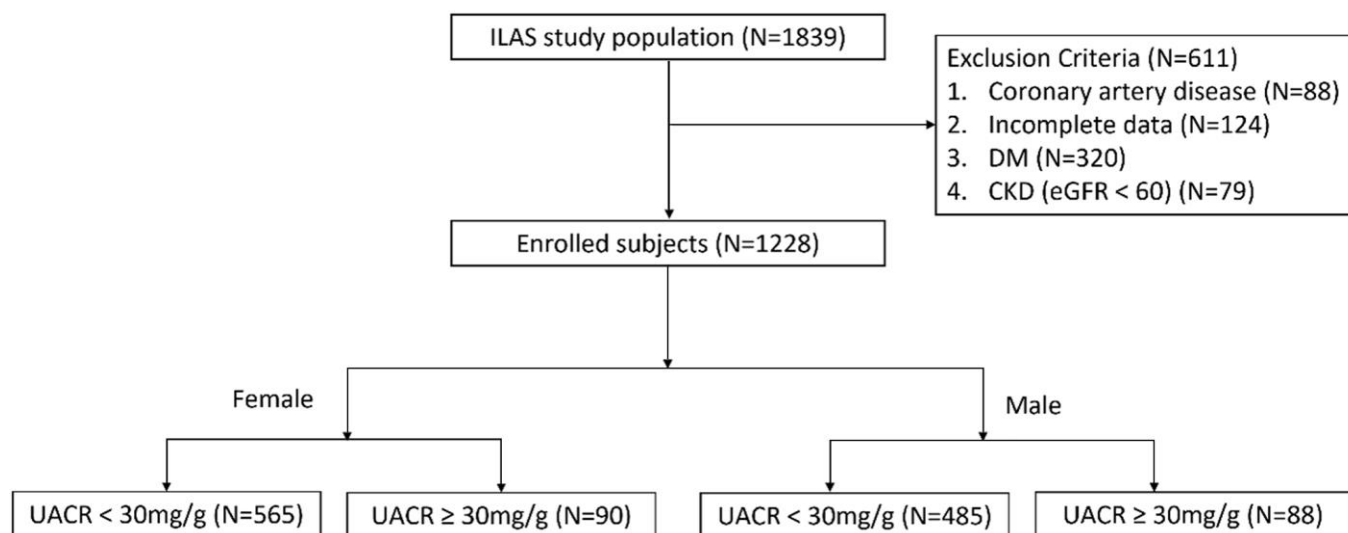 ILAS study population (N=1839)
Exclusion Criteria (N=611)
1. Coronary artery disease (N=88)
2. Incomplete data (N=124)
3. DM (N=320)
4. CKD (eGFR < 60) (N=79)
Enrolled subjects (N=1228)
Female
Male
UACR < 30mg/g (N=565)
UACR ≥ 30mg/g (N=90)
UACR < 30mg/g (N=485)
UACR ≥ 30mg/g (N=88)